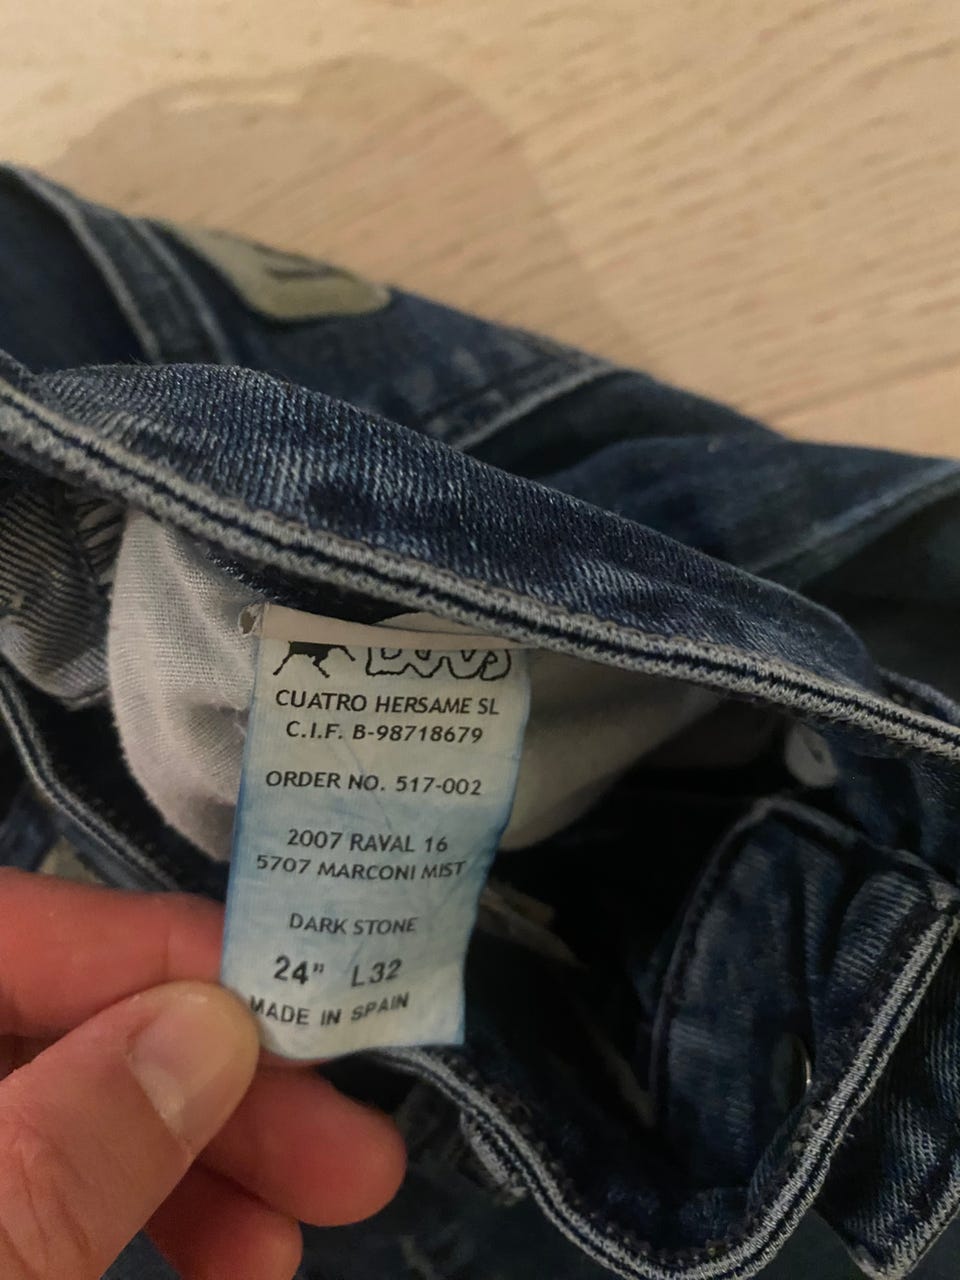 CUATRO HERSAME SL
C.I.F. B-98718679
ORDER NO. 517-002
2007 RAVAL 16
5707 MARCONI MIST
DARK STONE
24" L32
MADE IN SPAIN